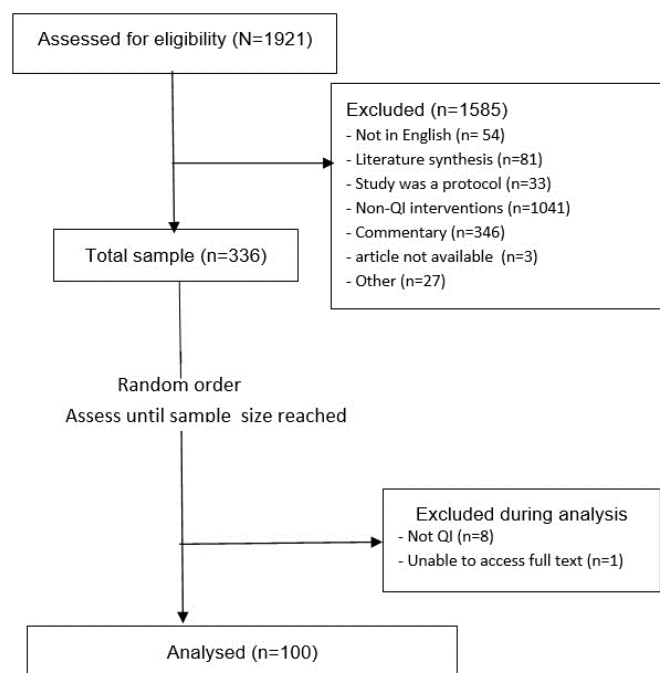 Assessed for eligibility (N=1921)
Excluded (n=1585)
- Not in English (n= 54)
- Literature synthesis (n=81)
- Study was a protocol (n=33)
- Non-QI interventions (n=1041)
- Commentary (n=346)
- article not available (n=3)
- Other (n=27)
Total sample (n=336)
Random order
Assess until sample size reached
Excluded during analysis
- Not QI (n=8)
- Unable to access full text (n=1)
Analysed (n=100)